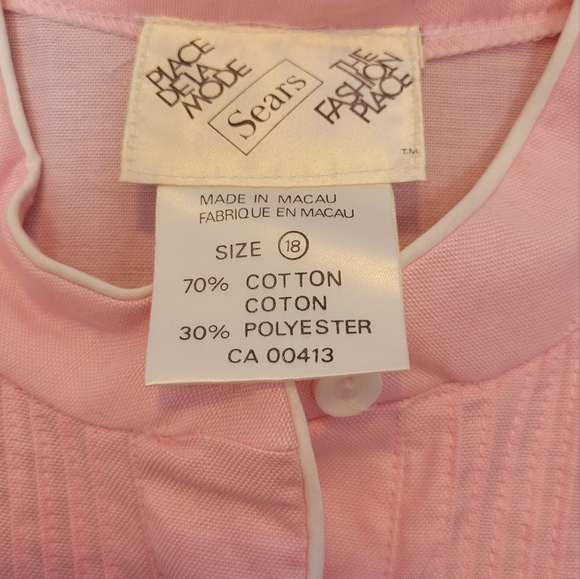 PLACE
DE LA
MODE
Sears
THE
FASHION
PLACE
T.M.
MADE IN MACAU
FABRIQUE EN MACAU
SIZE 18
70% COTTON
COTON
30% POLYESTER
CA 00413